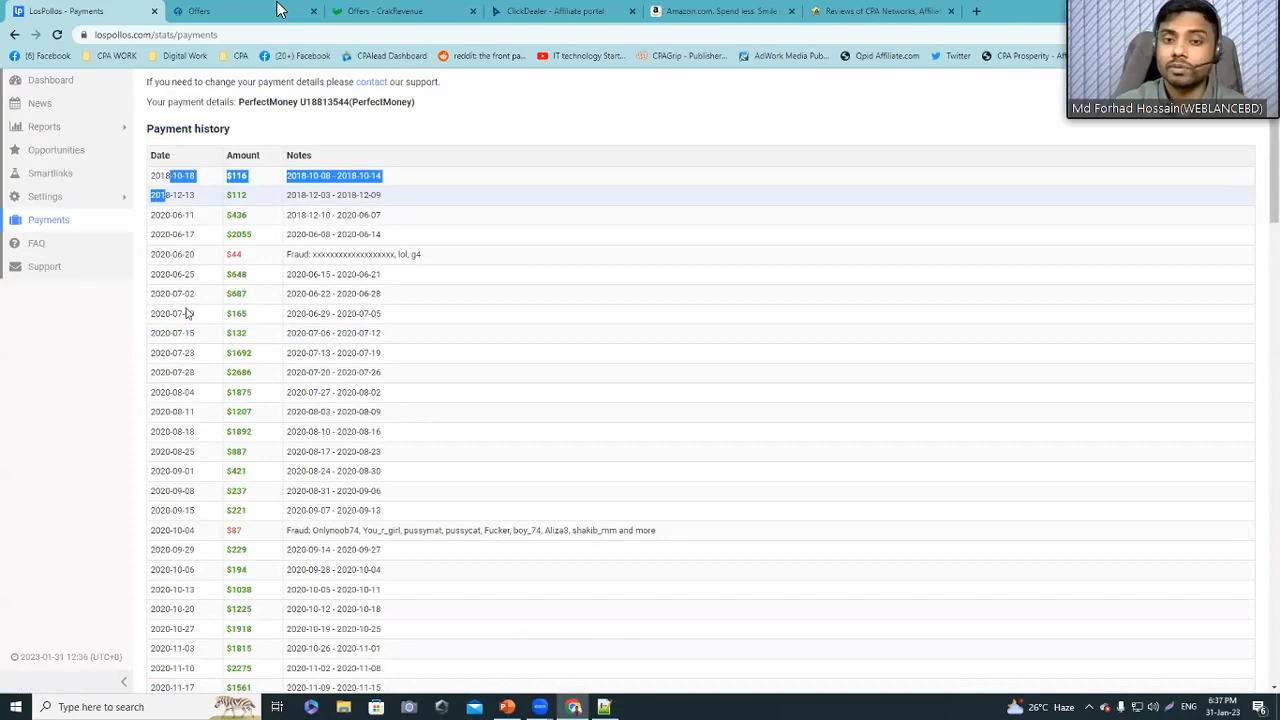 LosPollos - Payments
Offers
Offers - CrakRevenue
ClickDealer - Affiliate portal
Amazon.com. Spend less. Smile
Reviews of CPA Networks, Affiliat
lospollos.com/stats/payments
(6) Facebook
CPA WORK
Digital Work
CPA
(20+) Facebook
CPAlead Dashboard
reddit-the front pa...
IT technology Start...
CPAGrip - Publisher...
AdWork Media Publ...
Qpid Affiliate.com
Twitter
CPA Prosperity - Af
Md Forhad Hossain(WEBLANCEBD)
Dashboard
News
Reports
Opportunities
Smartlinks
Settings
Payments
FAQ
Support
If you need to change your payment details please contact our support.
Your payment details: PerfectMoney U18813544(PerfectMoney)
Payment history
Date Amount Notes
2018-10-18 $116 2018-10-08 - 2018-10-14
2018-12-13 $112 2018-12-03 - 2018-12-09
2020-06-11 $436 2018-12-10 - 2020-06-07
2020-06-17 $2055 2020-06-08 - 2020-06-14
2020-06-20 $44 Fraud: xxxxxxxxxxxxxxxxxxx, lol, g4
2020-06-25 $648 2020-06-15 - 2020-06-21
2020-07-02 $687 2020-06-22 - 2020-06-28
$165 2020-06-29 - 2020-07-05
2020-07-15 $132 2020-07-06 - 2020-07-12
2020-07-23 $1692 2020-07-13 - 2020-07-19
2020-07-28 $2686 2020-07-20 - 2020-07-26
2020-08-04 $1875 2020-07-27 - 2020-08-02
2020-08-11 $1207 2020-08-03 - 2020-08-09
2020-08-18 $1892 2020-08-10 - 2020-08-16
2020-08-25 $887 2020-08-17 - 2020-08-23
2020-09-01 $421 2020-08-24 - 2020-08-30
2020-09-08 $237 2020-08-31 - 2020-09-06
2020-09-15 $221 2020-09-07 - 2020-09-13
2020-10-04 $87 Fraud: Onlynoob74, You_r_girl, pussymat, pussycat, Fucker, boy_74, Aliza3, shakib_mm and more
2020-09-29 $229 2020-09-14 - 2020-09-27
2020-10-06 $194 2020-09-28 - 2020-10-04
2020-10-13 $1038 2020-10-05 - 2020-10-11
2020-10-20 $1225 2020-10-12 - 2020-10-18
2020-10-27 $1918 2020-10-19 - 2020-10-25
2020-11-03 $1815 2020-10-26 - 2020-11-01
2020-11-10 $2275 2020-11-02 - 2020-11-08
2020-11-17 $1561 2020-11-09 - 2020-11-15
2023-01-31 12:36 (UTC+0)
Type here to search
26°C Haze
6:37 PM
31-Jan-23